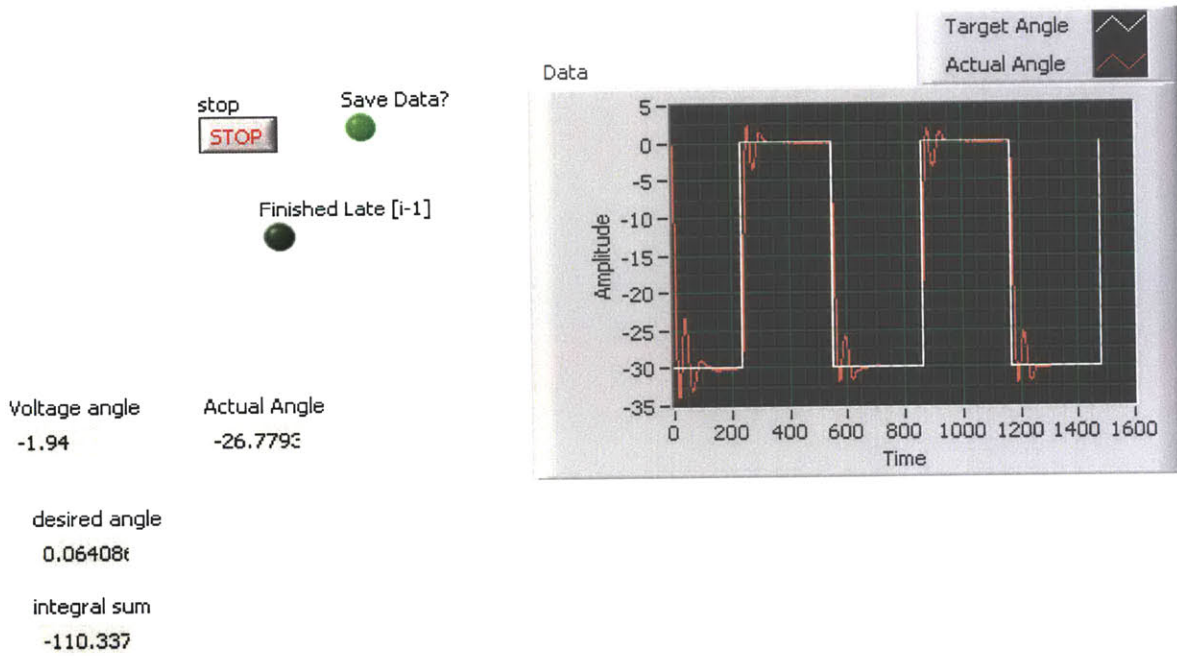 Target Angle
Actual Angle
Data
stop
STOP
Save Data?
Finished Late [i-1]
Amplitude
5
0
-5
-10
-15
-20
-25
-30
-35
0 200 400 600 800 1000 1200 1400 1600
Time
Voltage angle
-1.94
Actual Angle
desired angle
integral sum
-110.337